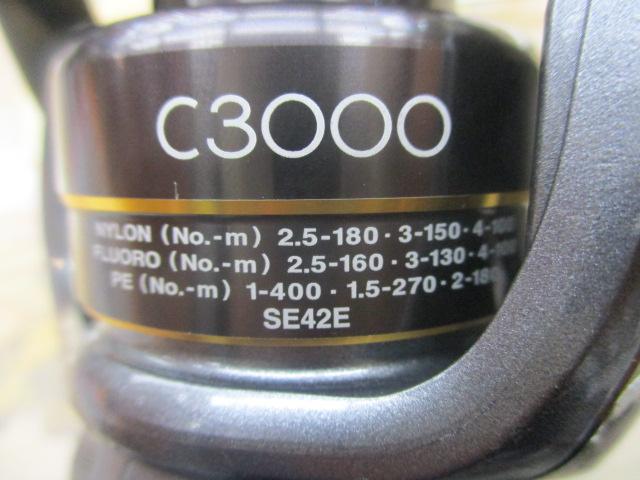 C3000
NYLON (No.-m) 2.5-180・3-150・4-100
FLUORO (No.-m) 2.5-160・3-130・4-100
PE (No.-m) 1-400・1.5-270・2-180
SE42E